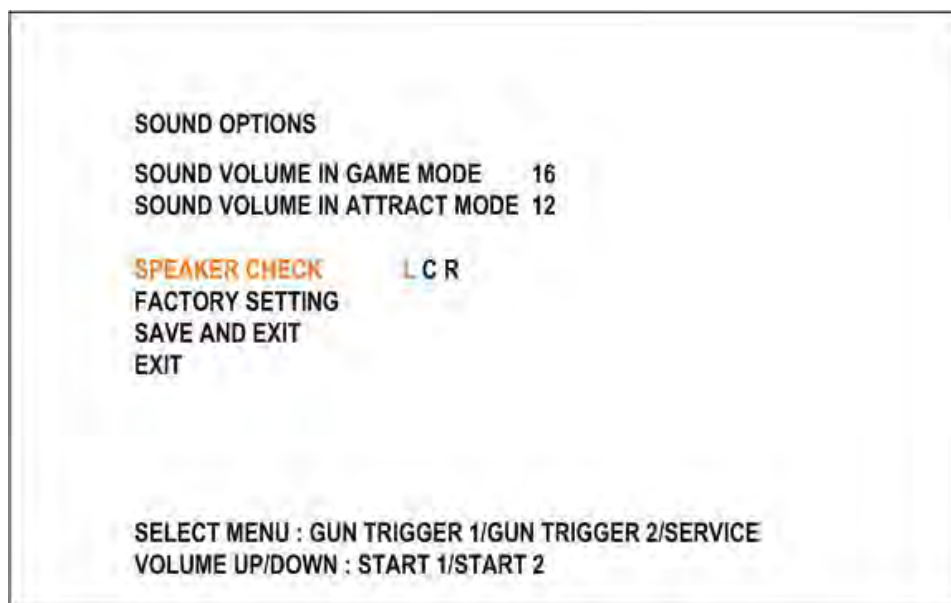 SOUND OPTIONS
SOUND VOLUME IN GAME MODE 16
SOUND VOLUME IN ATTRACT MODE 12
SPEAKER CHECK L C R
FACTORY SETTING
SAVE AND EXIT
EXIT
SELECT MENU : GUN TRIGGER 1/GUN TRIGGER 2/SERVICE
VOLUME UP/DOWN : START 1/START 2